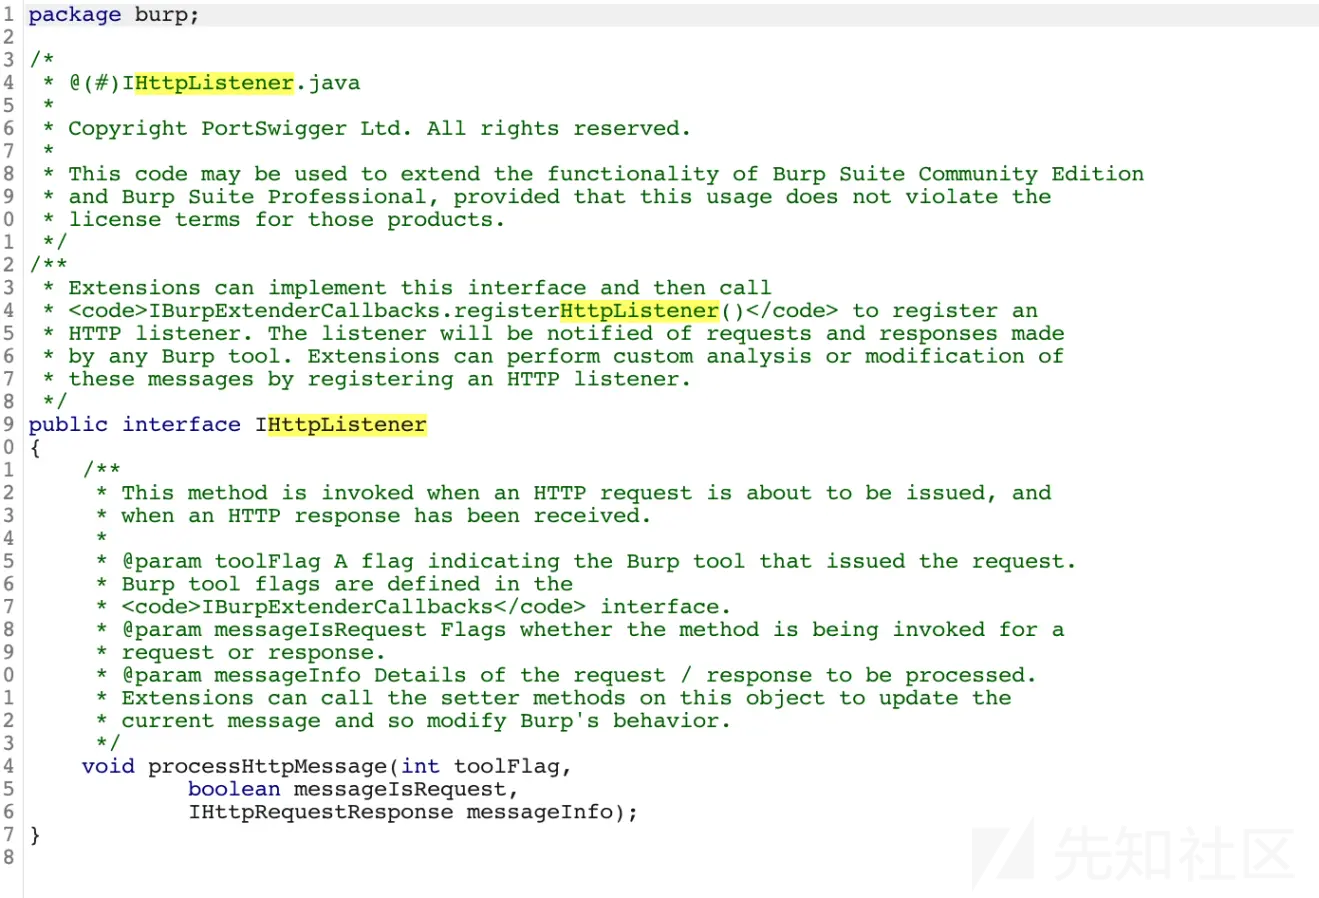 1 package burp;
2
3 /*
4  * @(#)IHttpListener.java
5  *
6  * Copyright PortSwigger Ltd. All rights reserved.
7  *
8  * This code may be used to extend the functionality of Burp Suite Community Edition
9  * and Burp Suite Professional, provided that this usage does not violate the
0  * license terms for those products.
1  */
2 /**
3  * Extensions can implement this interface and then call
4  * <code>IBurpExtenderCallbacks.registerHttpListener()</code> to register an
5  * HTTP listener. The listener will be notified of requests and responses made
6  * by any Burp tool. Extensions can perform custom analysis or modification of
7  * these messages by registering an HTTP listener.
8  */
9 public interface IHttpListener
0 {
1     /**
2      * This method is invoked when an HTTP request is about to be issued, and
3      * when an HTTP response has been received.
4      *
5      * @param toolFlag A flag indicating the Burp tool that issued the request.
6      * Burp tool flags are defined in the
7      * <code>IBurpExtenderCallbacks</code> interface.
8      * @param messageIsRequest Flags whether the method is being invoked for a
9      * request or response.
0      * @param messageInfo Details of the request / response to be processed.
1      * Extensions can call the setter methods on this object to update the
2      * current message and so modify Burp's behavior.
3      */
4     void processHttpMessage(int toolFlag,
5             boolean messageIsRequest,
6             IHttpRequestResponse messageInfo);
7 }
8
先知社区